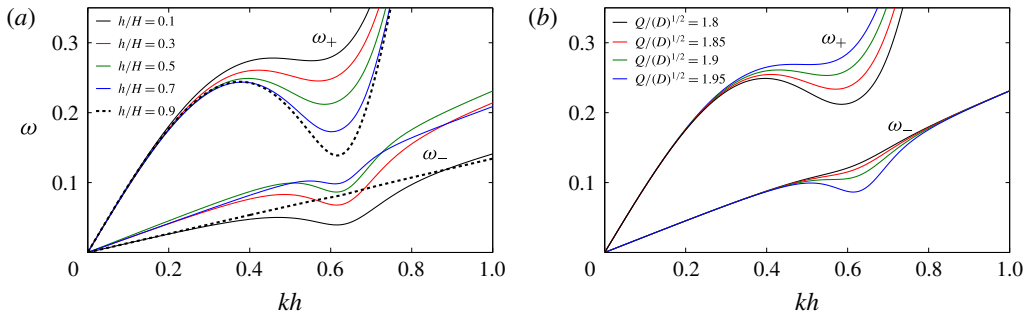 (a)
h/H = 0.1
h/H = 0.3
h/H = 0.5
h/H = 0.7
h/H = 0.9
ω+
ω−
ω
0.3
0.2
0.1
0
0.2
0.4
0.6
0.8
1.0
kh
(b)
Q/(D)^{1/2} = 1.8
Q/(D)^{1/2} = 1.85
Q/(D)^{1/2} = 1.9
Q/(D)^{1/2} = 1.95
ω+
ω−
0.3
0.2
0.1
0
0.2
0.4
0.6
0.8
1.0
kh